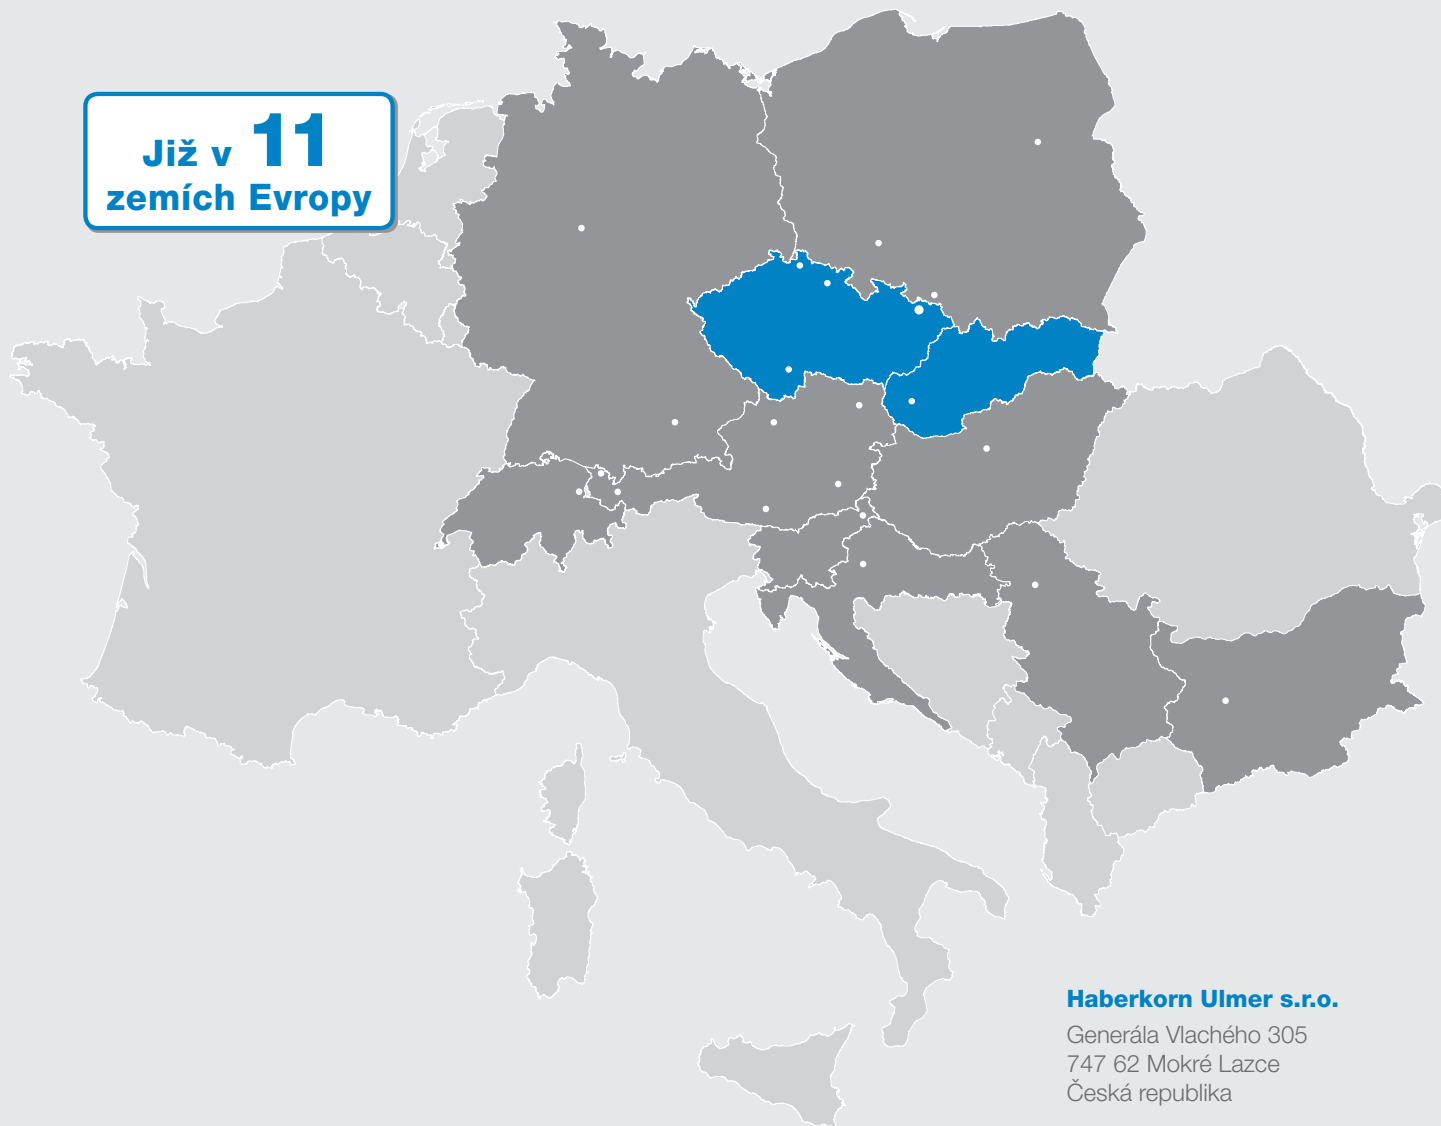 Již v 11
zemích Evropy
Haberkorn Ulmer s.r.o.
Generála Vlachého 305
747 62 Mokré Lazce
Česká republika